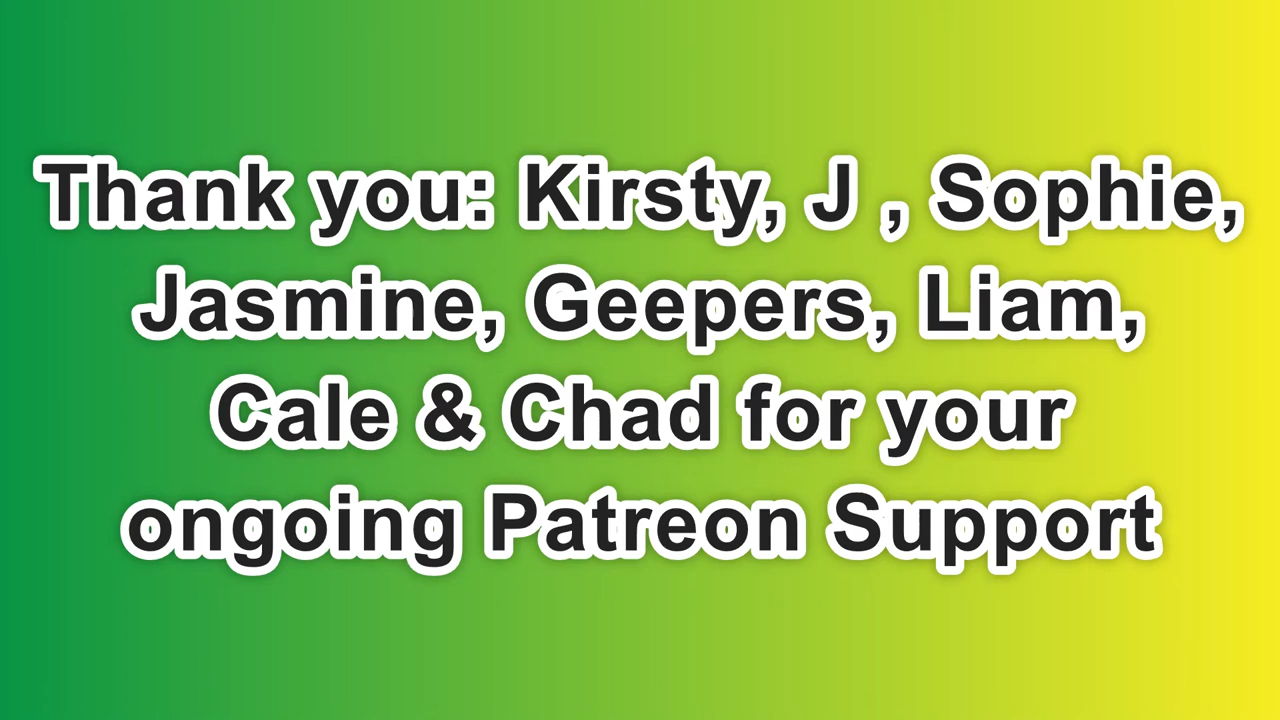 Thank you: Kirsty, J , Sophie,
Jasmine, Geepers, Liam,
Cale & Chad for your
ongoing Patreon Support